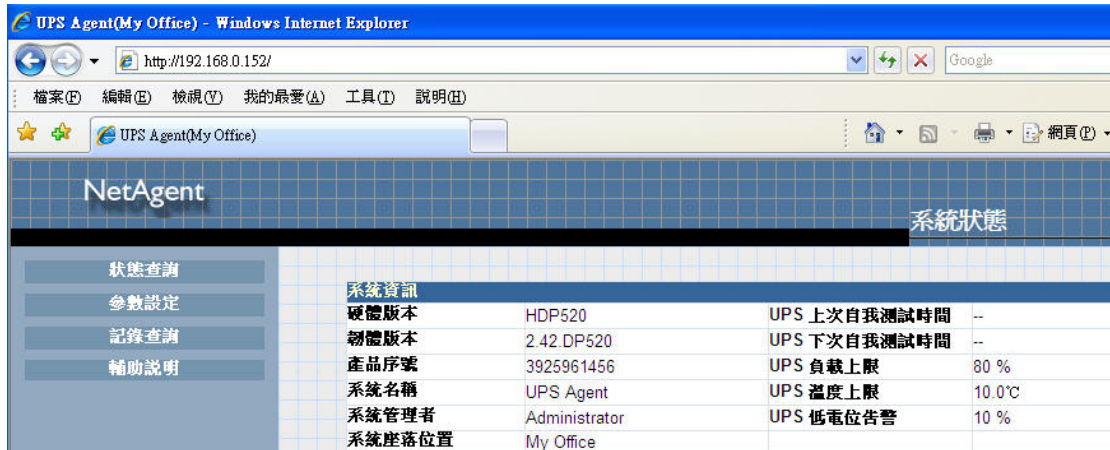 UPS Agent(My Office) - Windows Internet Explorer
http://192.168.0.152/
Google
檔案(F) 編輯(E) 檢視(V) 我的最愛(A) 工具(T) 說明(H)
UPS Agent(My Office)
網頁(P)
NetAgent
系統狀態
狀態查詢
參數設定
記錄查詢
輔助說明
系統資訊
硬體版本 HDP520 UPS 上次自我測試時間 --
韌體版本 2.42.DP520 UPS 下次自我測試時間 --
產品序號 3925961456 UPS 負載上限 80 %
系統名稱 UPS Agent UPS 溫度上限 10.0℃
系統管理者 Administrator UPS 低電位告警 10 %
系統座落位置 My Office